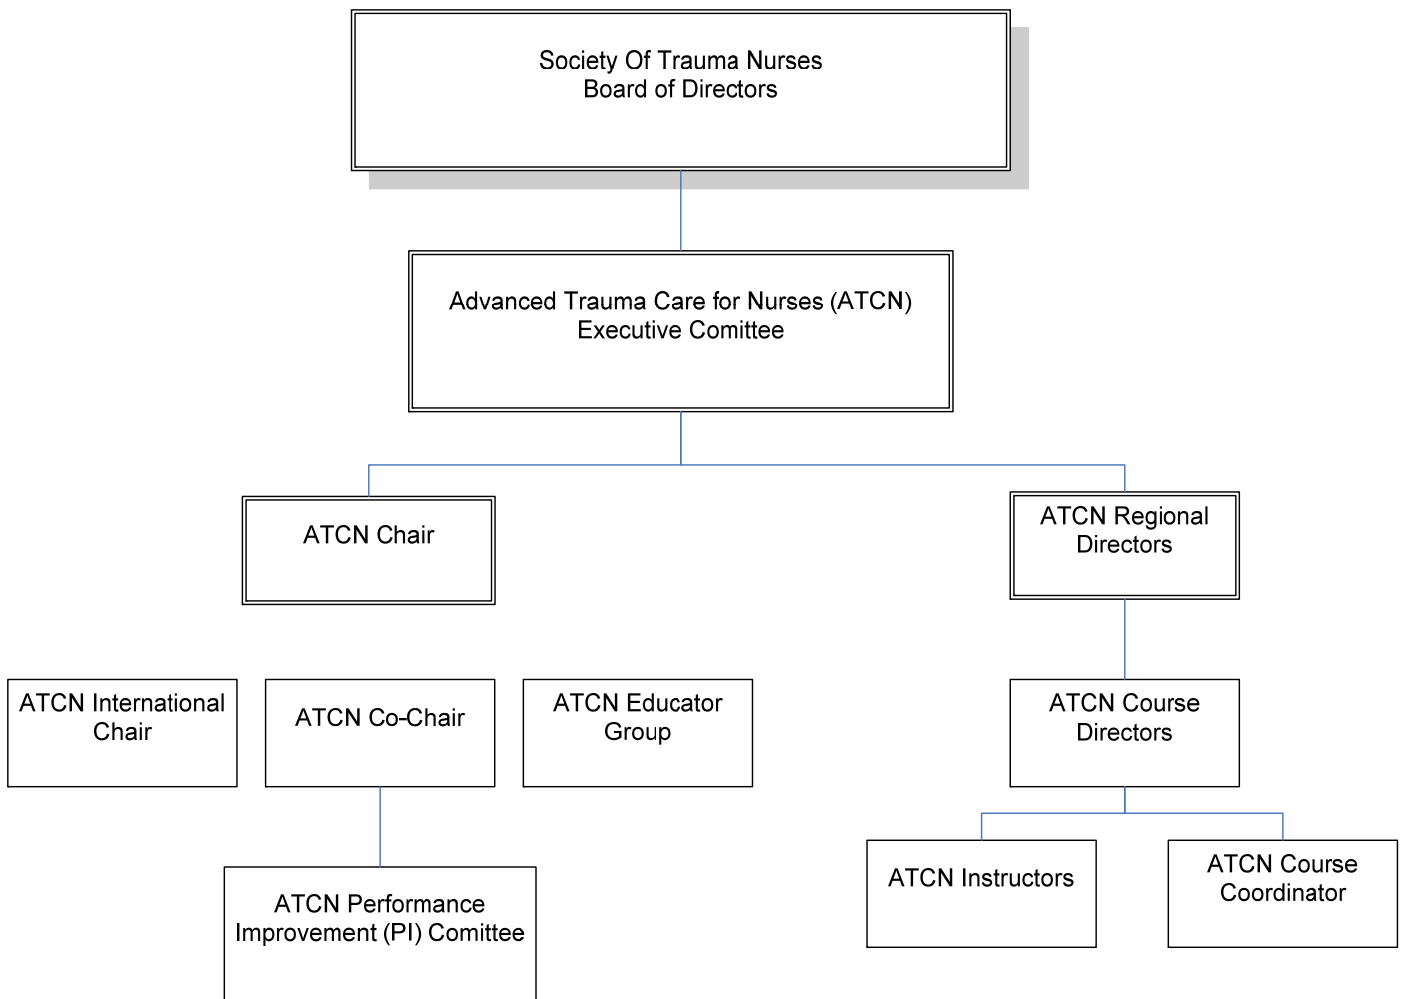 Society Of Trauma Nurses
Board of Directors
Advanced Trauma Care for Nurses (ATCN)
Executive Comittee
ATCN Chair
ATCN Regional
Directors
ATCN International
Chair
ATCN Co-Chair
ATCN Educator
Group
ATCN Course
Directors
ATCN Performance
Improvement (PI) Comittee
ATCN Instructors
ATCN Course
Coordinator